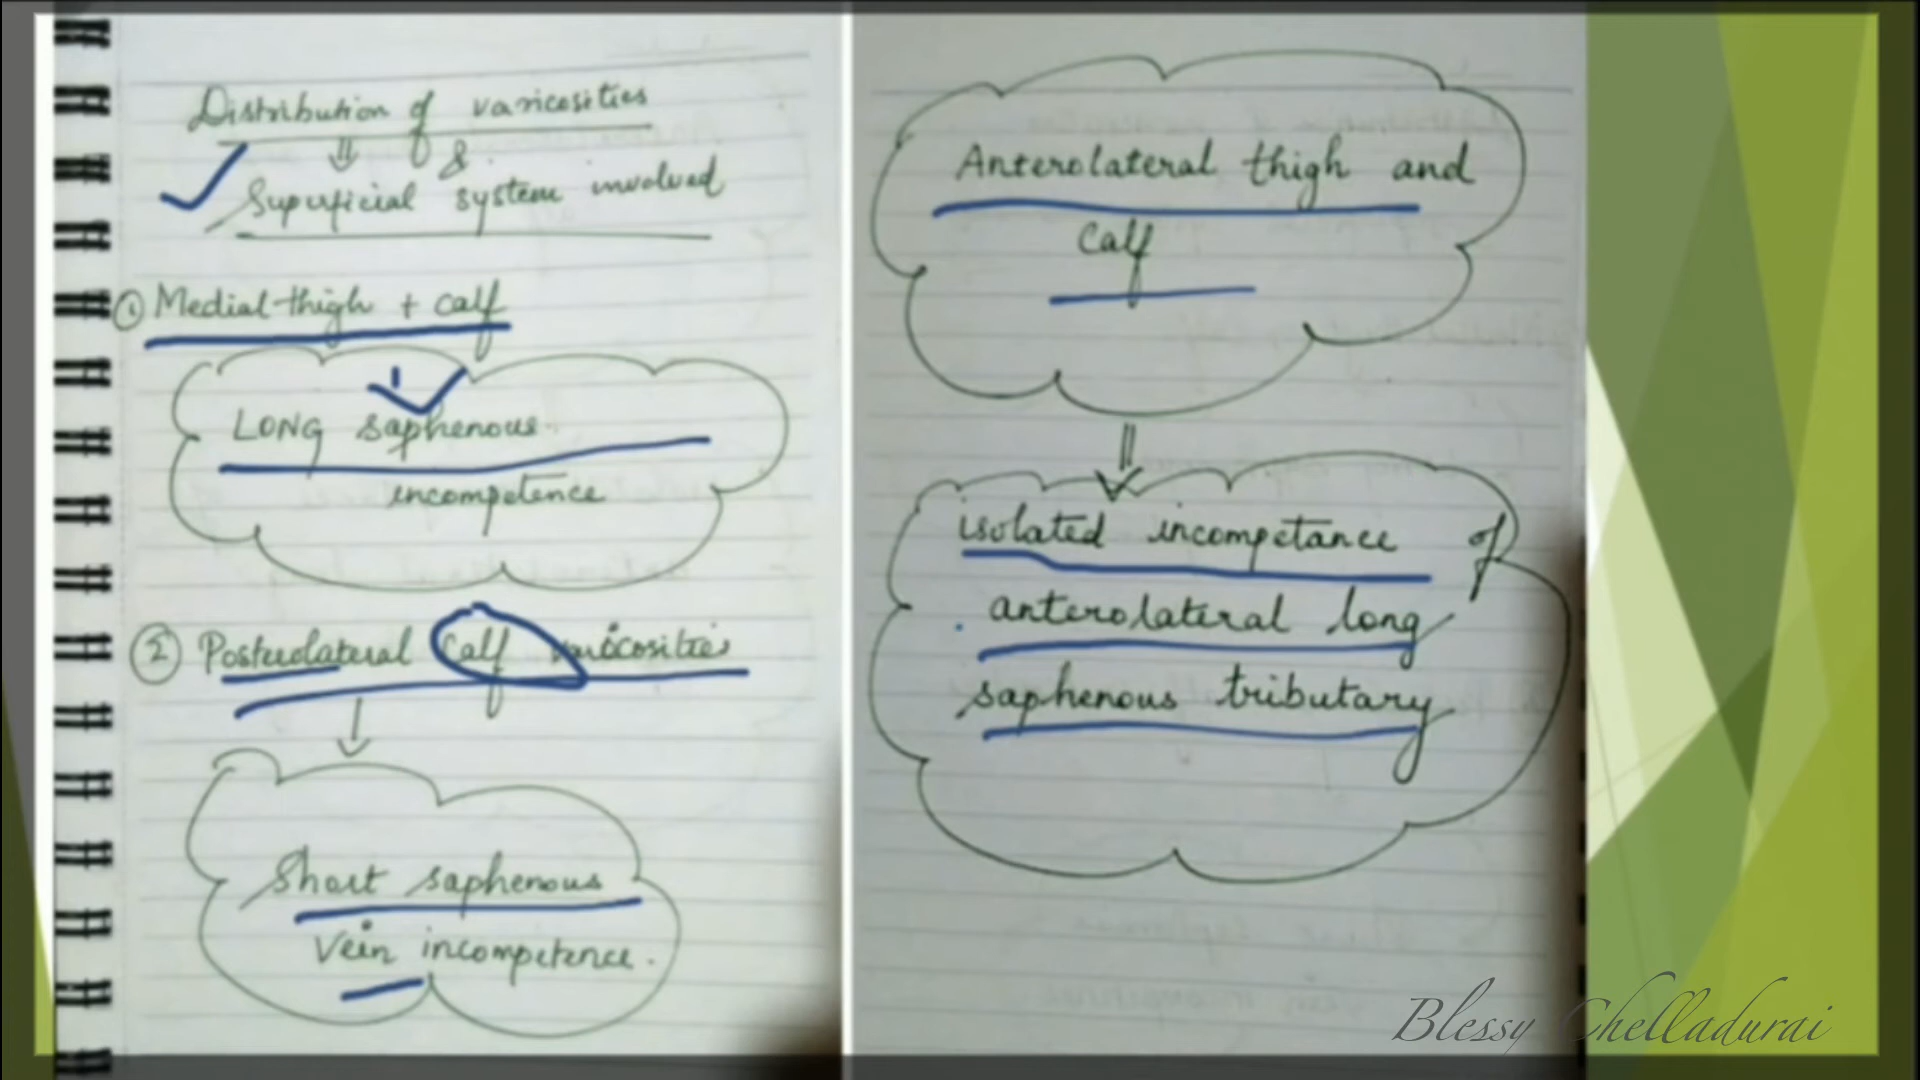 Distribution of varicosities
&
Superficial system involved
① Medial thigh + calf
LONG saphenous
incompetence
② Posterolateral calf varicosities
Short saphenous
vein incompetence.
Anterolateral thigh and
calf
isolated incompetance of
anterolateral long
saphenous tributary
Blessy Chelladurai